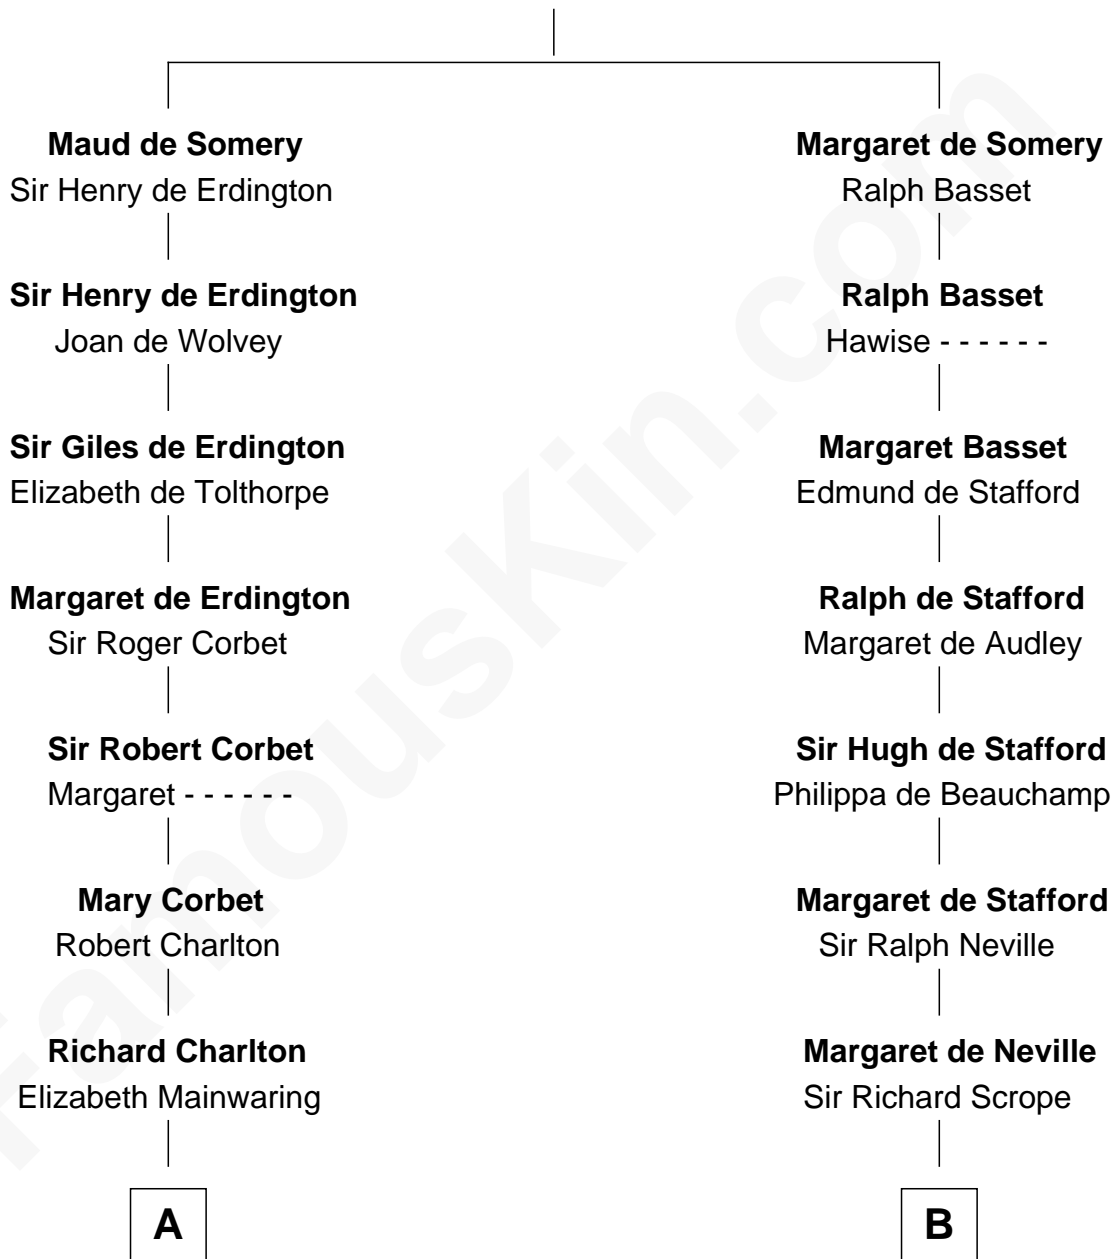 Maud de Somery
Sir Henry de Erdington
Sir Henry de Erdington
Joan de Wolvey
Sir Giles de Erdington
Elizabeth de Tolthorpe
Margaret de Erdington
Sir Roger Corbet
Sir Robert Corbet
Margaret - - - - - -
Mary Corbet
Robert Charlton
Richard Charlton
Elizabeth Mainwaring
A
Margaret de Somery
Ralph Basset
Ralph Basset
Hawise - - - - - -
Margaret Basset
Edmund de Stafford
Ralph de Stafford
Margaret de Audley
Sir Hugh de Stafford
Philippa de Beauchamp
Margaret de Stafford
Sir Ralph Neville
Margaret de Neville
Sir Richard Scrope
B
FamousKin.com